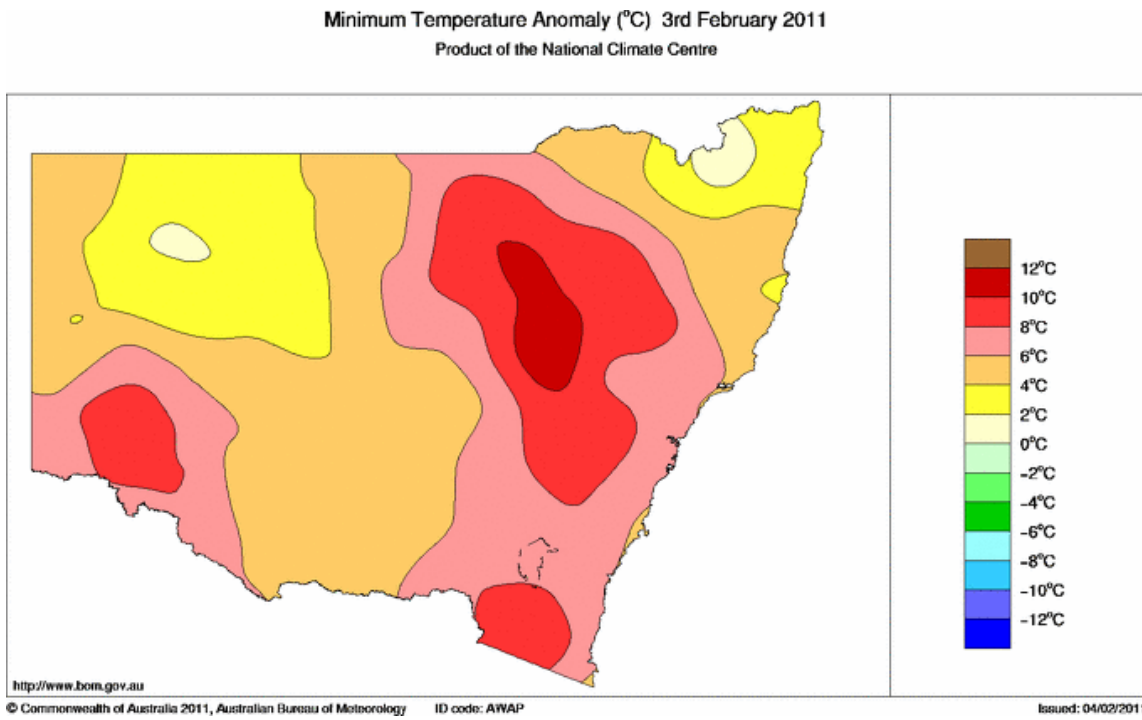 Minimum Temperature Anomaly (°C) 3rd February 2011
Product of the National Climate Centre
12°C
10°C
8°C
6°C
4°C
2°C
0°C
-2°C
-4°C
-6°C
-8°C
-10°C
-12°C
http://www.bom.gov.au
© Commonwealth of Australia 2011, Australian Bureau of Meteorology ID code: AWAP Issued: 04/02/2011